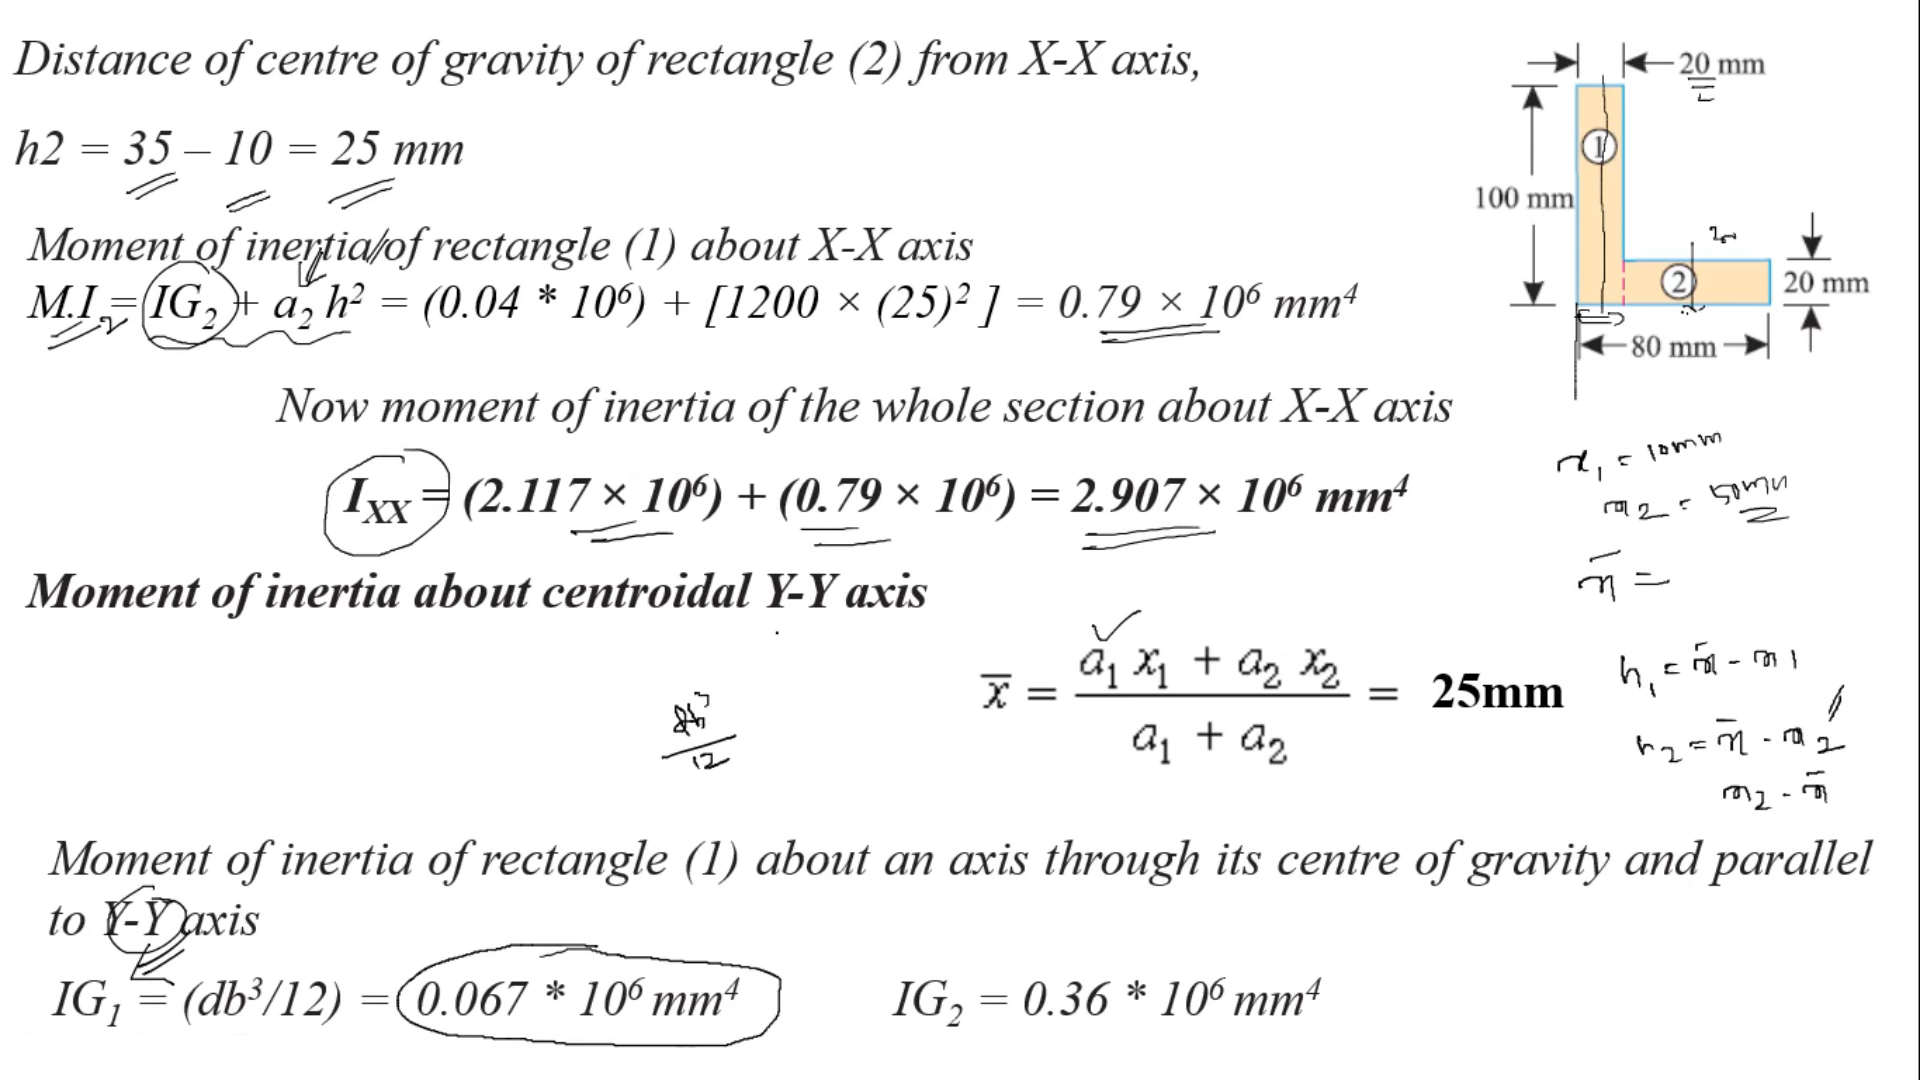 Distance of centre of gravity of rectangle (2) from X-X axis,
h2 = 35 – 10 = 25 mm
Moment of inertia of rectangle (1) about X-X axis
M.I.₂ = IG₂ + a₂ h² = (0.04 * 10⁶) + [1200 × (25)² ] = 0.79 × 10⁶ mm⁴
Now moment of inertia of the whole section about X-X axis
I_XX = (2.117 × 10⁶) + (0.79 × 10⁶) = 2.907 × 10⁶ mm⁴
Moment of inertia about centroidal Y-Y axis
x̅ = (a₁ x₁ + a₂ x₂) / (a₁ + a₂) = 25mm
12
Moment of inertia of rectangle (1) about an axis through its centre of gravity and parallel
to Y-Y axis
IG₁ = (db³/12) = 0.067 * 10⁶ mm⁴ IG₂ = 0.36 * 10⁶ mm⁴
20 mm
1
100 mm
2
20 mm
80 mm
x₁ = 10mm
x₂ = 50mm
x̅ =
h₁ = x̅ - x₁
h₂ = x̅ - x₂
x₂ - x̅